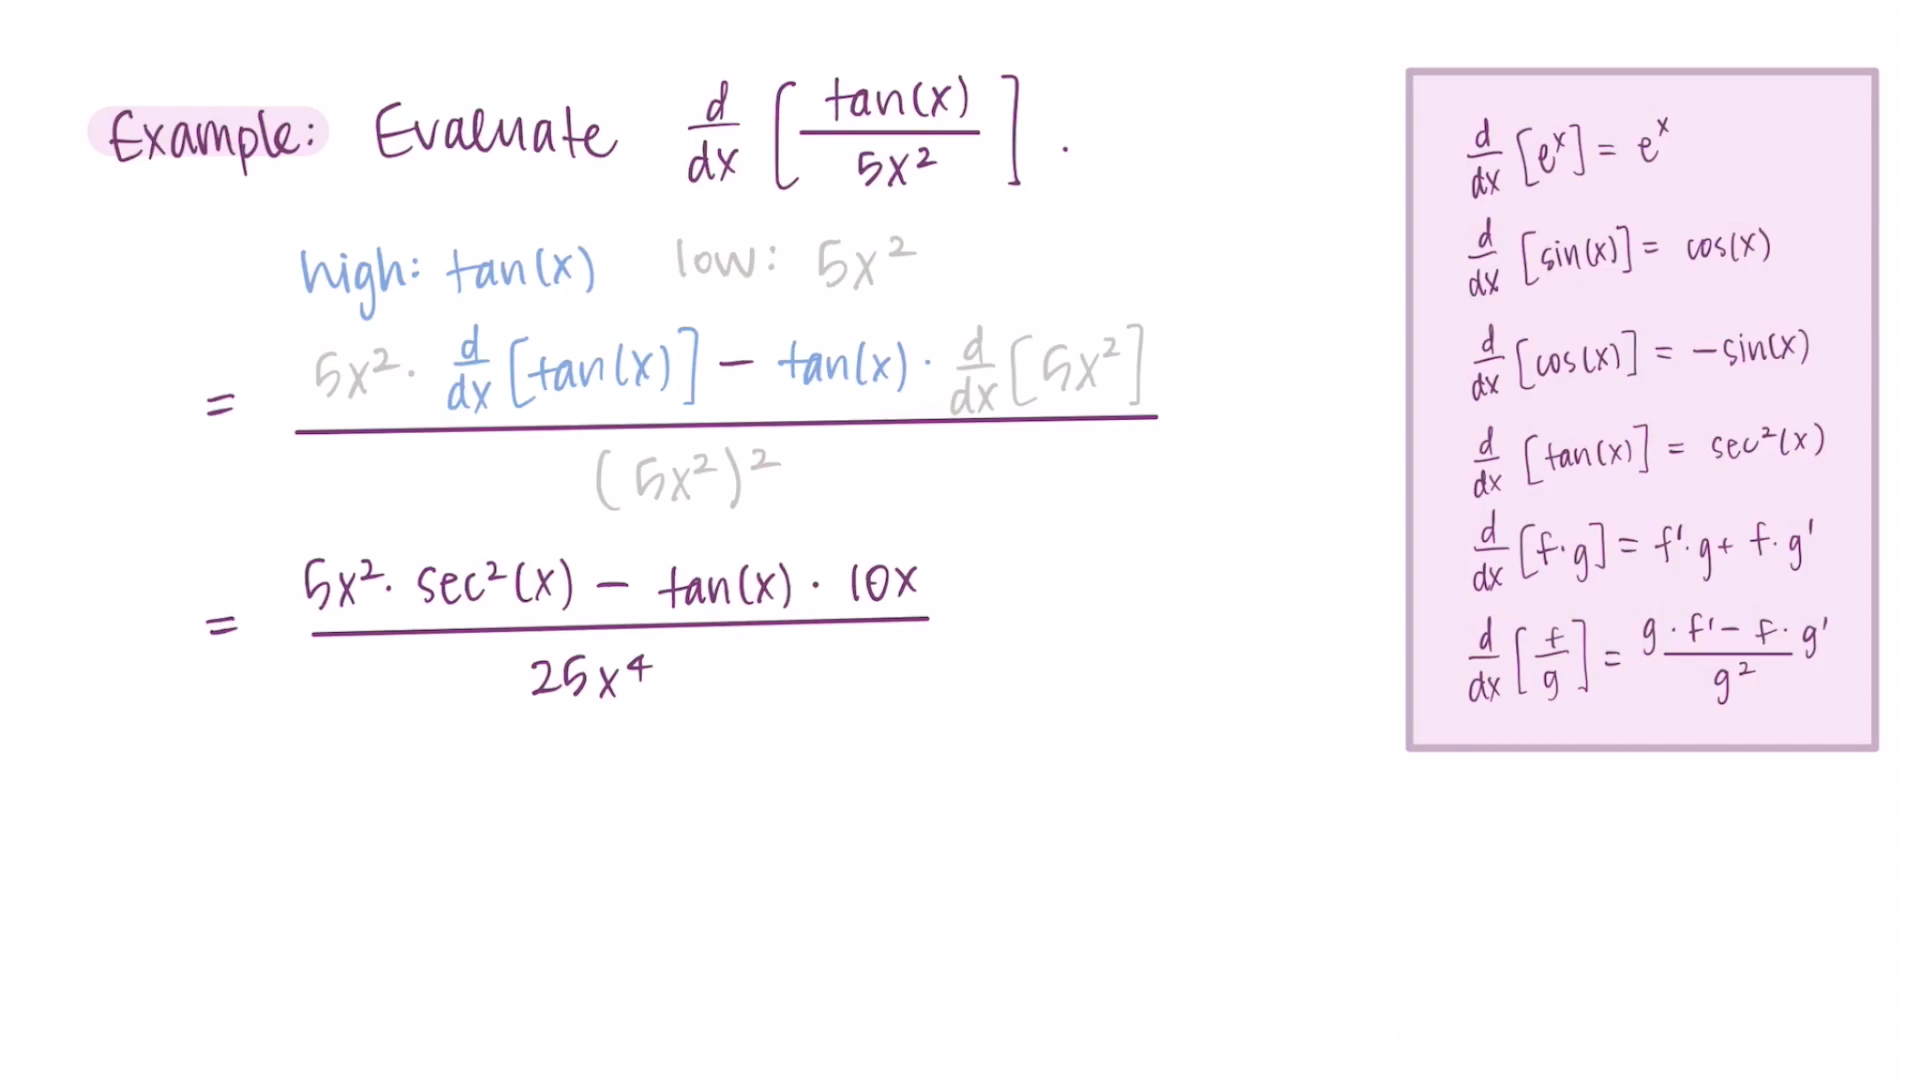 Example: Evaluate d/dx [ tan(x) / 5x² ] .
high: tan(x) low: 5x²
= 5x² · d/dx [tan(x)] − tan(x) · d/dx [5x²] / (5x²)²
= 5x² · sec²(x) − tan(x) · 10x / 25x⁴
d/dx [eˣ] = eˣ
d/dx [sin(x)] = cos(x)
d/dx [cos(x)] = −sin(x)
d/dx [tan(x)] = sec²(x)
d/dx [f·g] = f'·g + f·g'
d/dx [f/g] = g·f' − f·g' / g²